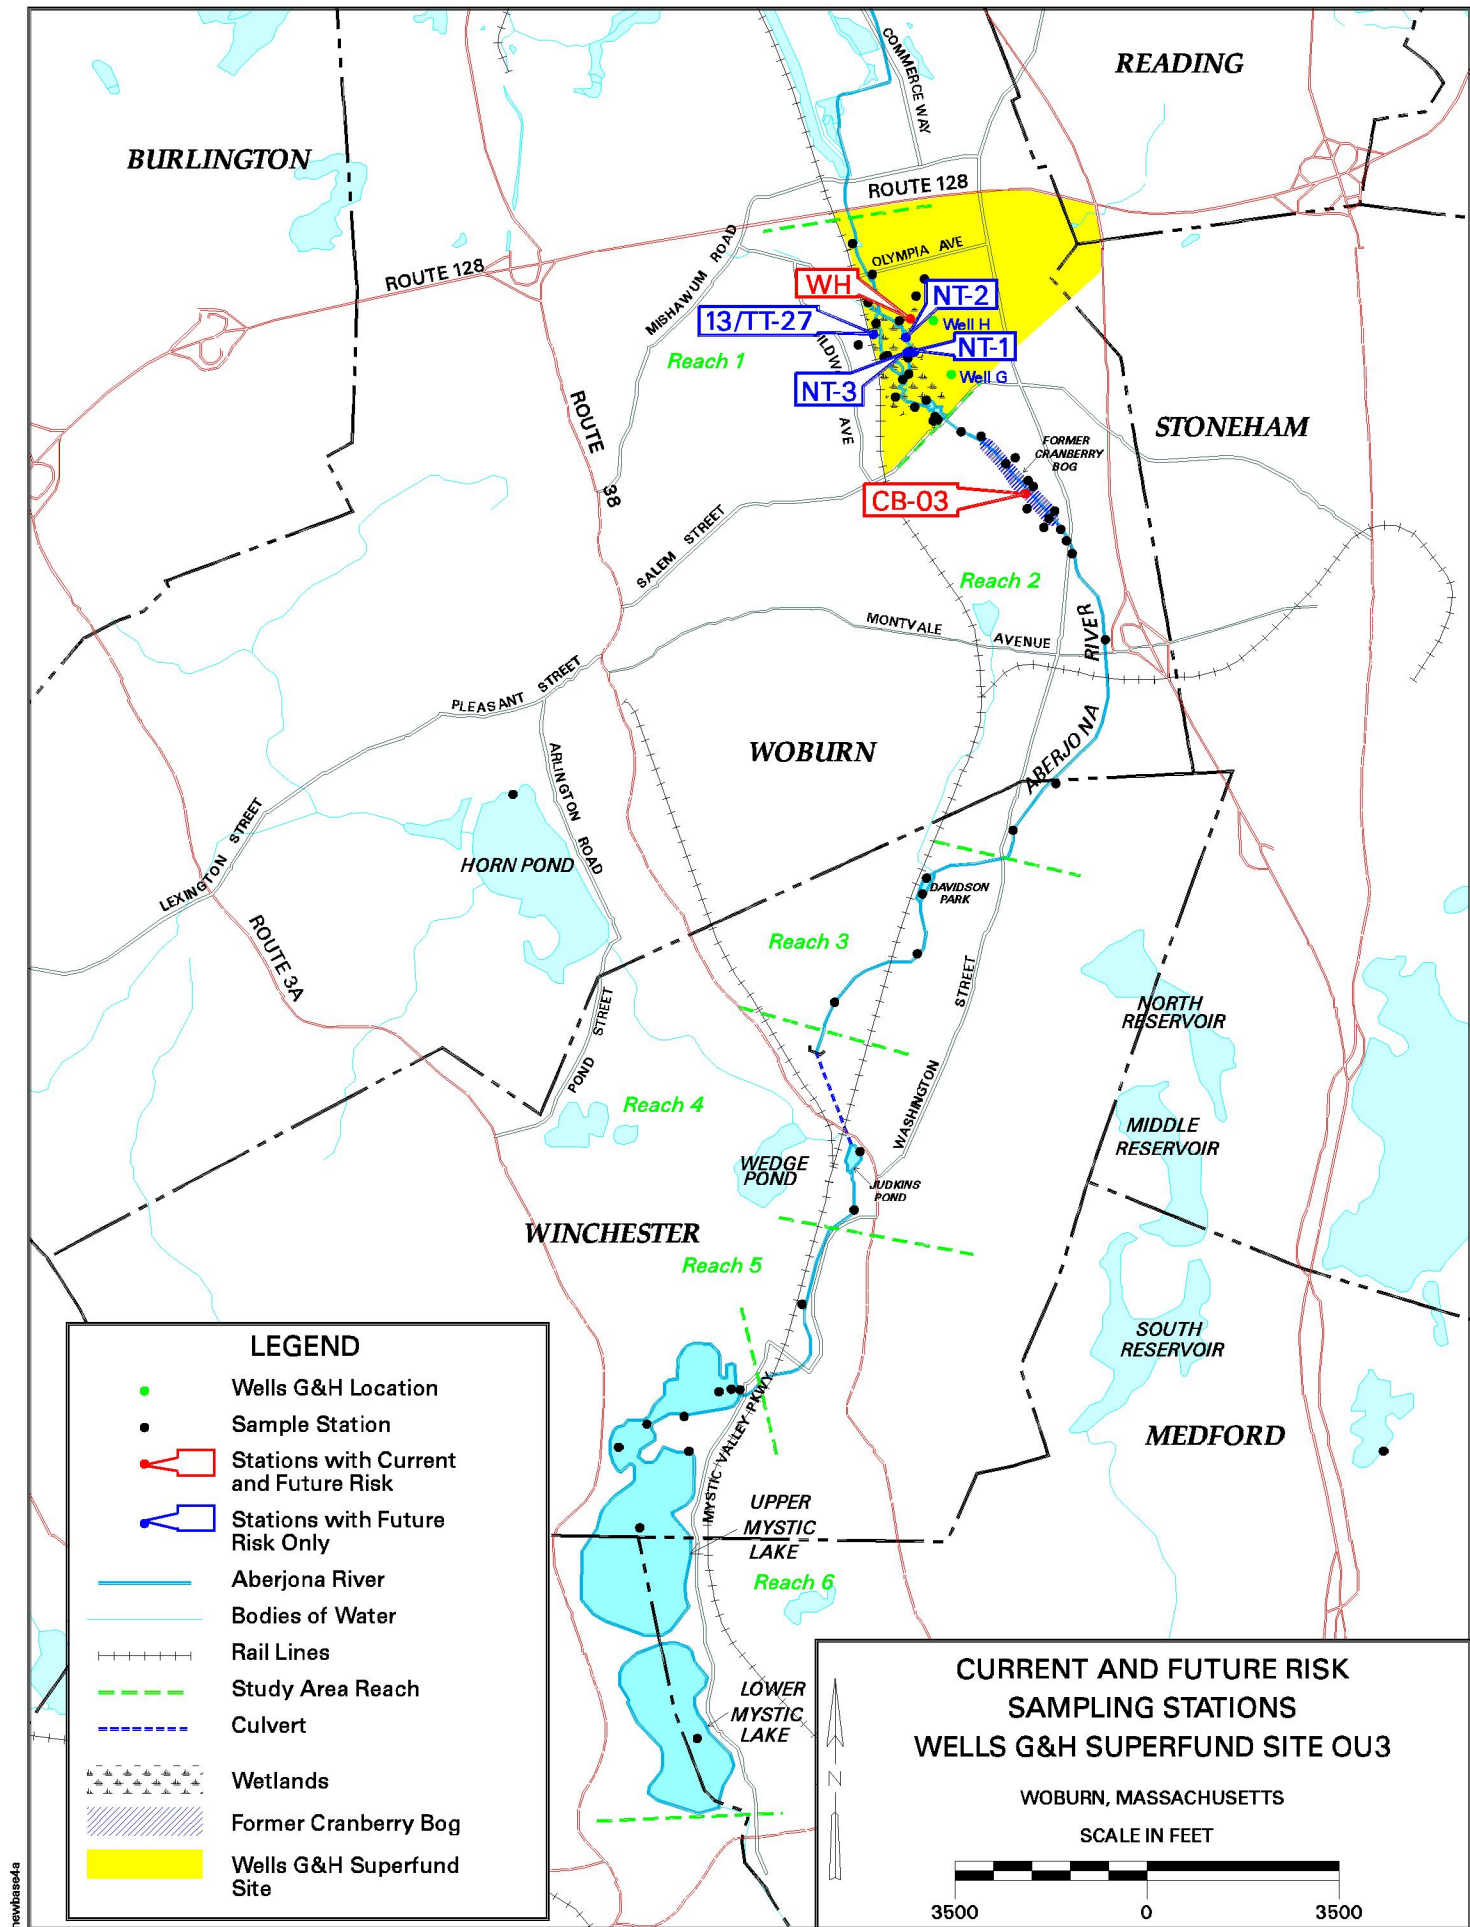 COMMERCE WAY
READING
BURLINGTON
ROUTE 128
ROUTE 128
MISHAWUM ROAD
OLYMPIA AVE
WH
NT-2
Well H
13/TT-27
NT-1
Reach 1
NT-3
Well G
AVE
ROUTE 38
STONEHAM
FORMER
CRANBERRY
BOG
CB-03
SALEM STREET
Reach 2
MONTVALE AVENUE
ABERJONA RIVER
PLEASANT STREET
WOBURN
ARLINGTON ROAD
LEXINGTON STREET
HORN POND
DAVIDSON
PARK
ROUTE 3A
Reach 3
WASHINGTON STREET
NORTH
RESERVOIR
POND STREET
Reach 4
MIDDLE
RESERVOIR
WEDGE
POND
JUDKINS
POND
WINCHESTER
Reach 5
SOUTH
RESERVOIR
MYSTIC VALLEY PKWY
MEDFORD
UPPER
MYSTIC
LAKE
Reach 6
LOWER
MYSTIC
LAKE
LEGEND
Wells G&H Location
Sample Station
Stations with Current
and Future Risk
Stations with Future
Risk Only
Aberjona River
Bodies of Water
Rail Lines
Study Area Reach
Culvert
Wetlands
Former Cranberry Bog
Wells G&H Superfund
Site
CURRENT AND FUTURE RISK
SAMPLING STATIONS
WELLS G&H SUPERFUND SITE OU3
WOBURN, MASSACHUSETTS
SCALE IN FEET
3500 0 3500
N
newbase4a